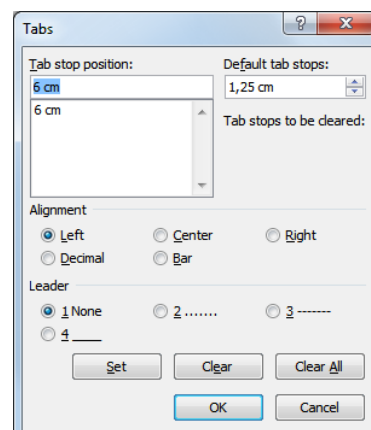 Tabs
Tab stop position: Default tab stops:
6 cm 1,25 cm
6 cm
Tab stops to be cleared:
Alignment
Left Center Right
Decimal Bar
Leader
1 None 2 ....... 3 -------
4 ____
Set Clear Clear All
OK Cancel